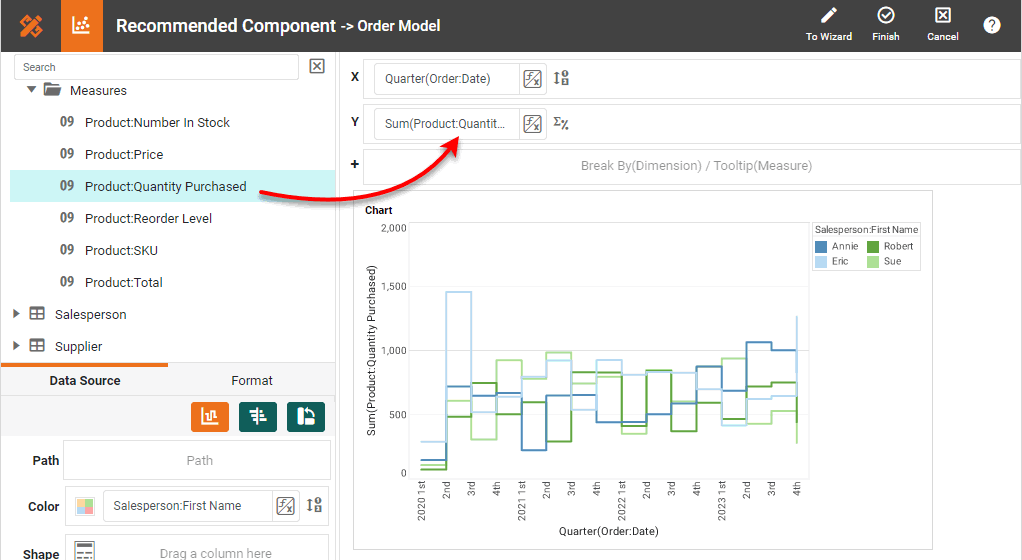 Recommended Component -> Order Model
To Wizard
Finish
Cancel
?
Search
Measures
09 Product:Number In Stock
09 Product:Price
09 Product:Quantity Purchased
09 Product:Reorder Level
09 Product:SKU
09 Product:Total
Salesperson
Supplier
Data Source
Format
Path
Path
Color
Salesperson:First Name
Shape
Drag a column here
X
Quarter(Order:Date)
Y
Sum(Product:Quantit...
+
Break By(Dimension) / Tooltip(Measure)
Chart
2,000
1,500
1,000
500
0
Sum(Product:Quantity Purchased)
2020 1st
2nd
3rd
4th
2021 1st
2nd
3rd
4th
2022 1st
2nd
3rd
4th
2023 1st
2nd
3rd
4th
Quarter(Order:Date)
Salesperson:First Name
Annie
Robert
Eric
Sue